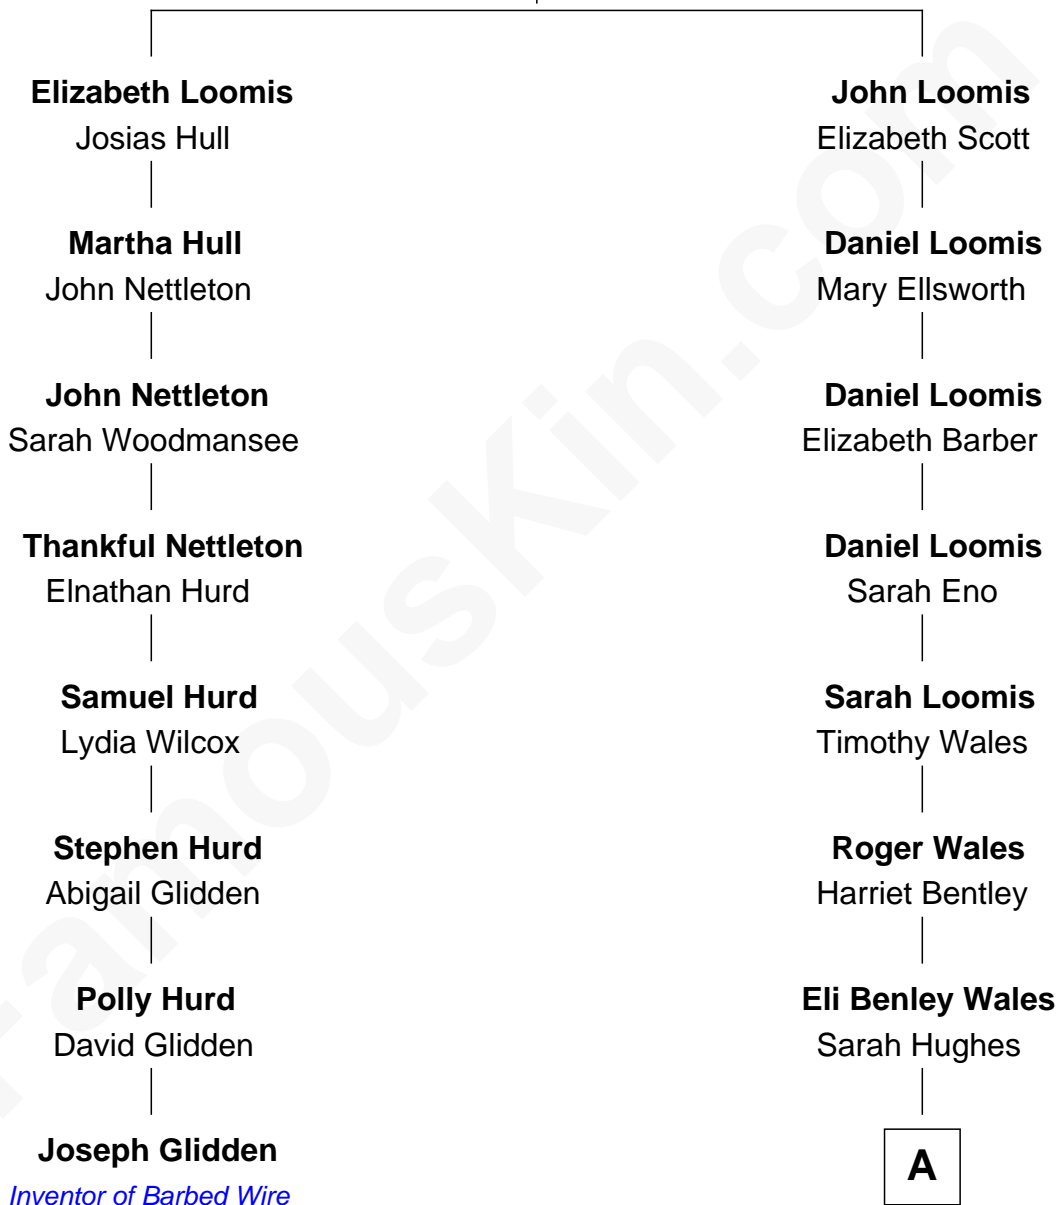 Elizabeth Loomis
Josias Hull
John Loomis
Elizabeth Scott
Martha Hull
John Nettleton
Daniel Loomis
Mary Ellsworth
John Nettleton
Sarah Woodmansee
Daniel Loomis
Elizabeth Barber
Thankful Nettleton
Elnathan Hurd
Daniel Loomis
Sarah Eno
Samuel Hurd
Lydia Wilcox
Sarah Loomis
Timothy Wales
Stephen Hurd
Abigail Glidden
Roger Wales
Harriet Bentley
Polly Hurd
David Glidden
Eli Benley Wales
Sarah Hughes
Joseph Glidden
Inventor of Barbed Wire
A
FamousKin.com